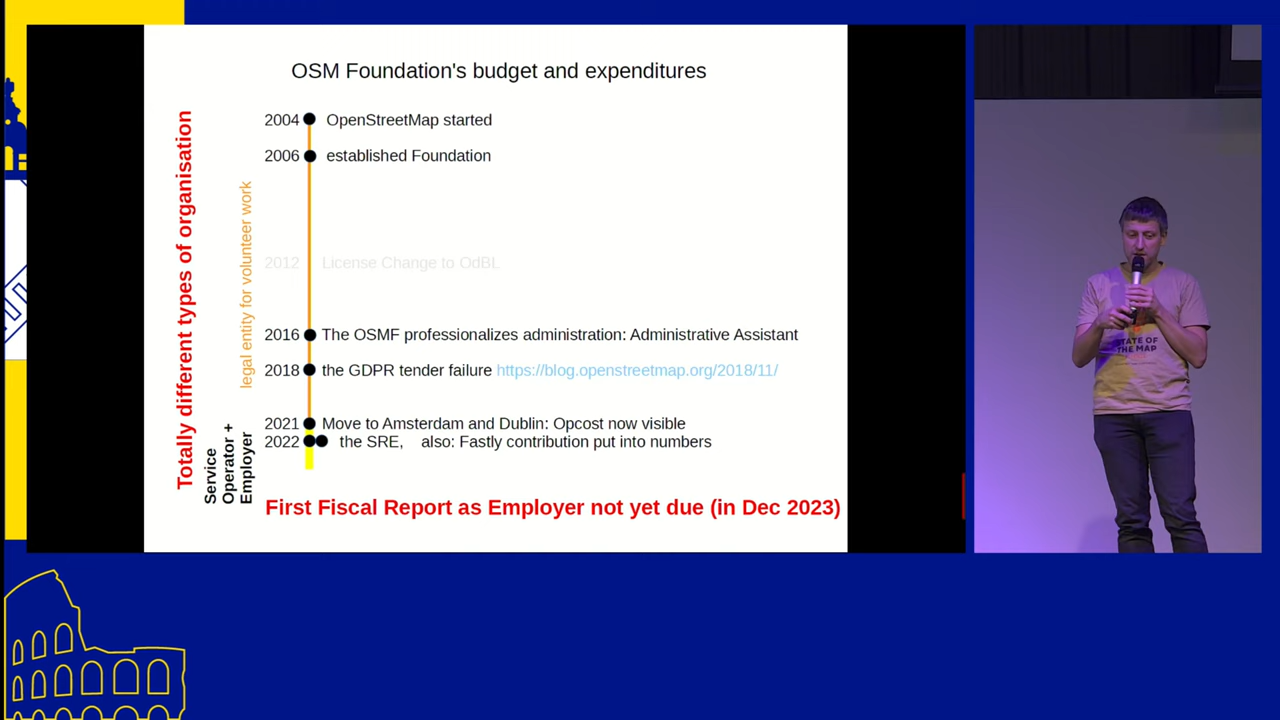 OSM Foundation's budget and expenditures
Totally different types of organisation
legal entity for volunteer work
Service
Operator +
Employer
2004 OpenStreetMap started
2006 established Foundation
2012 License Change to OdBL
2016 The OSMF professionalizes administration: Administrative Assistant
2018 the GDPR tender failure https://blog.openstreetmap.org/2018/11/
2021 Move to Amsterdam and Dublin: Opcost now visible
2022 the SRE, also: Fastly contribution put into numbers
First Fiscal Report as Employer not yet due (in Dec 2023)
STATE OF
THE MAP